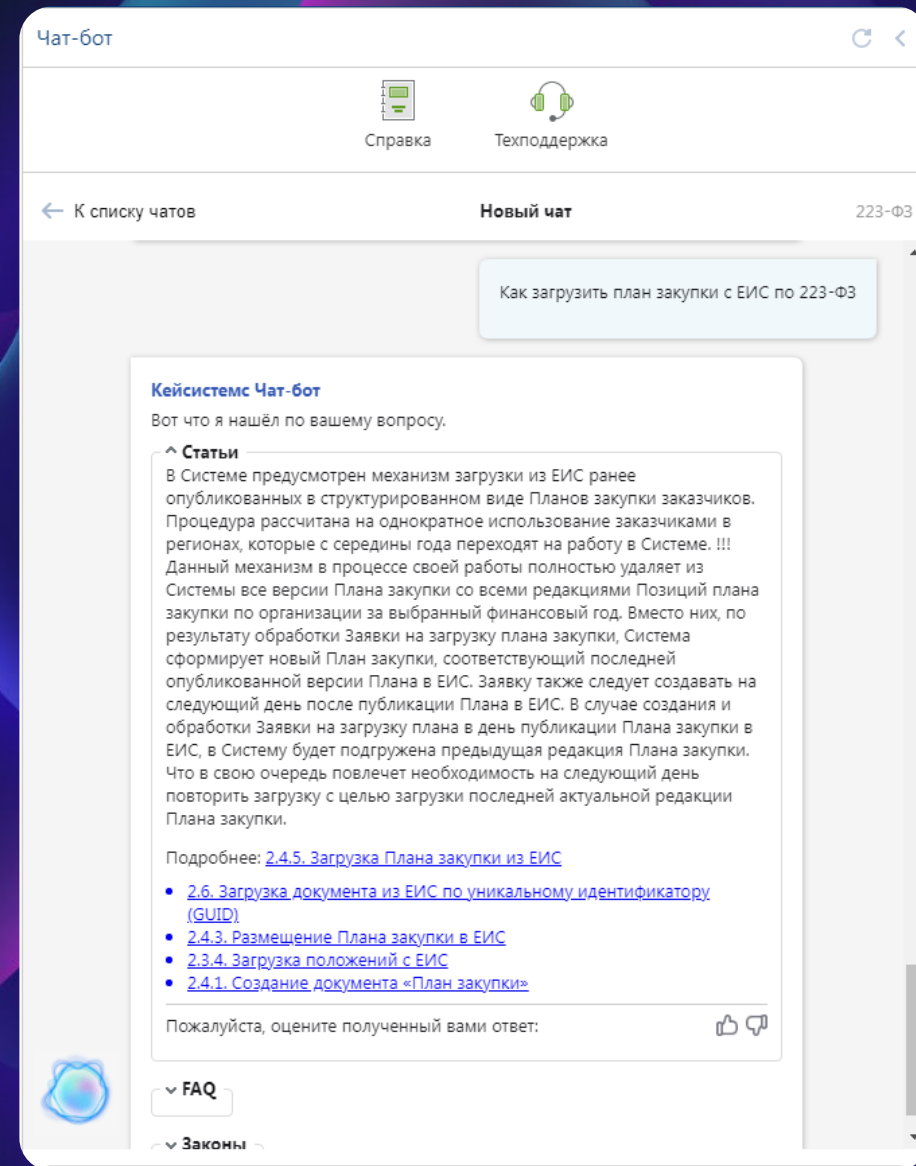 Чат-бот
Справка
Техподдержка
К списку чатов
Новый чат
223-ФЗ
Как загрузить план закупки с ЕИС по 223-ФЗ
Кейсистемс Чат-бот
Вот что я нашёл по вашему вопросу.
Статьи
В Системе предусмотрен механизм загрузки из ЕИС ранее
опубликованных в структурированном виде Планов закупки заказчиков.
Процедура рассчитана на однократное использование заказчиками в
регионах, которые с середины года переходят на работу в Системе. !!!
Данный механизм в процессе своей работы полностью удаляет из
Системы все версии Плана закупки со всеми редакциями Позиций плана
закупки по организации за выбранный финансовый год. Вместо них, по
результату обработки Заявки на загрузку плана закупки, Система
сформирует новый План закупки, соответствующий последней
опубликованной версии Плана в ЕИС. Заявку также следует создавать на
следующий день после публикации Плана в ЕИС. В случае создания и
обработки Заявки на загрузку плана в день публикации Плана закупки в
ЕИС, в Систему будет подгружена предыдущая редакция Плана закупки.
Что в свою очередь повлечет необходимость на следующий день
повторить загрузку с целью загрузки последней актуальной редакции
Плана закупки.
Подробнее: 2.4.5. Загрузка Плана закупки из ЕИС
2.6. Загрузка документа из ЕИС по уникальному идентификатору
(GUID)
2.4.3. Размещение Плана закупки в ЕИС
2.3.4. Загрузка положений с ЕИС
2.4.1. Создание документа «План закупки»
Пожалуйста, оцените полученный вами ответ:
FAQ
Законы